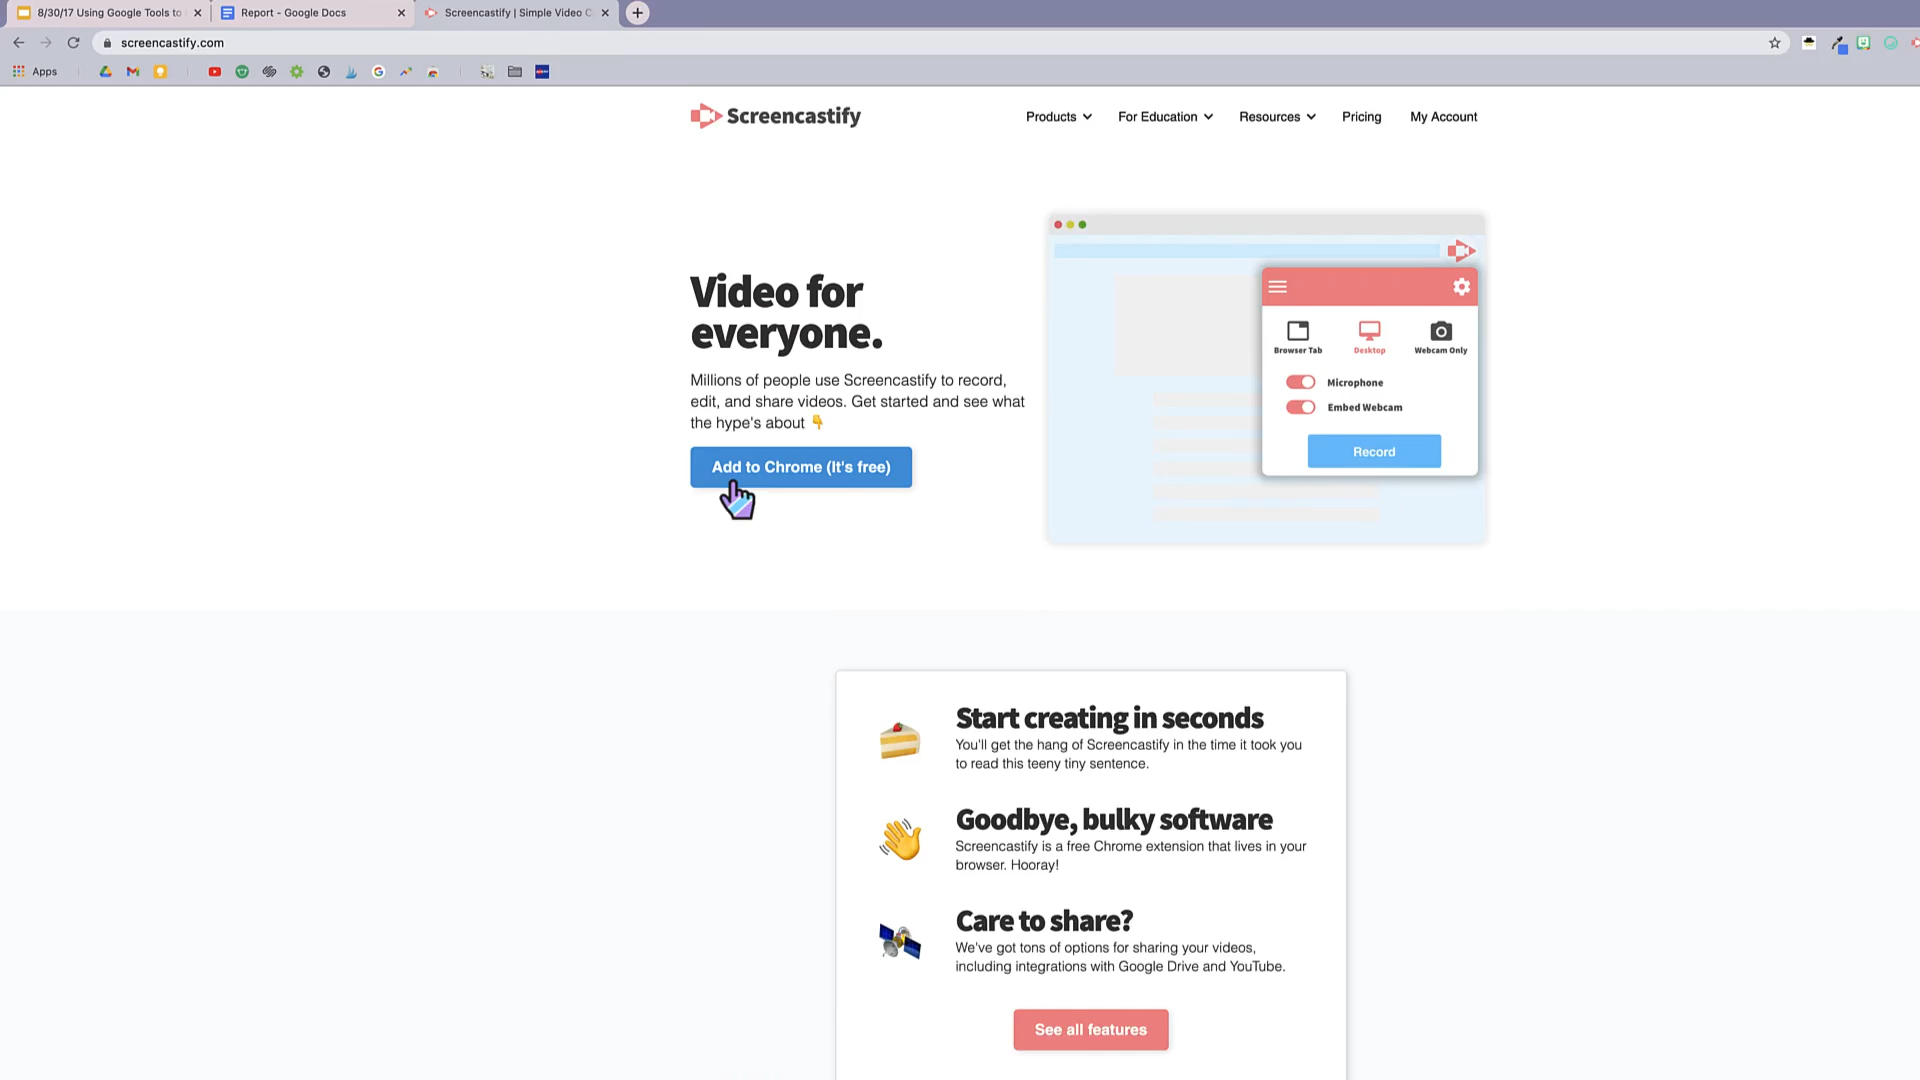 8/30/17 Using Google Tools to
Report - Google Docs
Screencastify | Simple Video C
screencastify.com
Apps
Screencastify
Products
For Education
Resources
Pricing
My Account
Video for
everyone.
Millions of people use Screencastify to record,
edit, and share videos. Get started and see what
the hype's about 👇
Add to Chrome (It's free)
Browser Tab
Desktop
Webcam Only
Microphone
Embed Webcam
Record
Start creating in seconds
You'll get the hang of Screencastify in the time it took you
to read this teeny tiny sentence.
Goodbye, bulky software
Screencastify is a free Chrome extension that lives in your
browser. Hooray!
Care to share?
We've got tons of options for sharing your videos,
including integrations with Google Drive and YouTube.
See all features